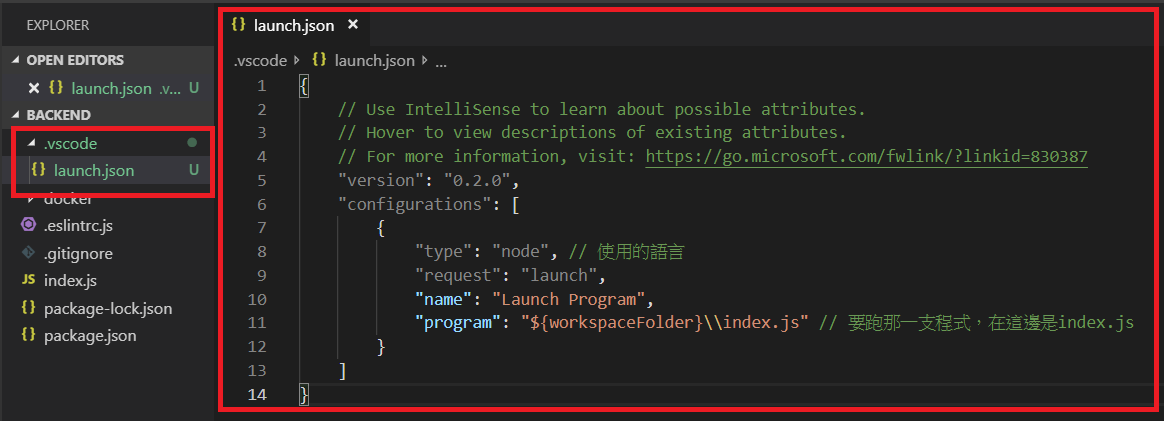 EXPLORER
OPEN EDITORS
launch.json .v... U
BACKEND
.vscode
launch.json U
docker
.eslintrc.js
.gitignore
JS index.js
package-lock.json
package.json
launch.json
.vscode launch.json ...
1 {
2 // Use IntelliSense to learn about possible attributes.
3 // Hover to view descriptions of existing attributes.
4 // For more information, visit: https://go.microsoft.com/fwlink/?linkid=830387
5 "version": "0.2.0",
6 "configurations": [
7 {
8 "type": "node", // 使用的語言
9 "request": "launch",
10 "name": "Launch Program",
11 "program": "${workspaceFolder}\\index.js" // 要跑那一支程式，在這邊是index.js
12 }
13 ]
14 }